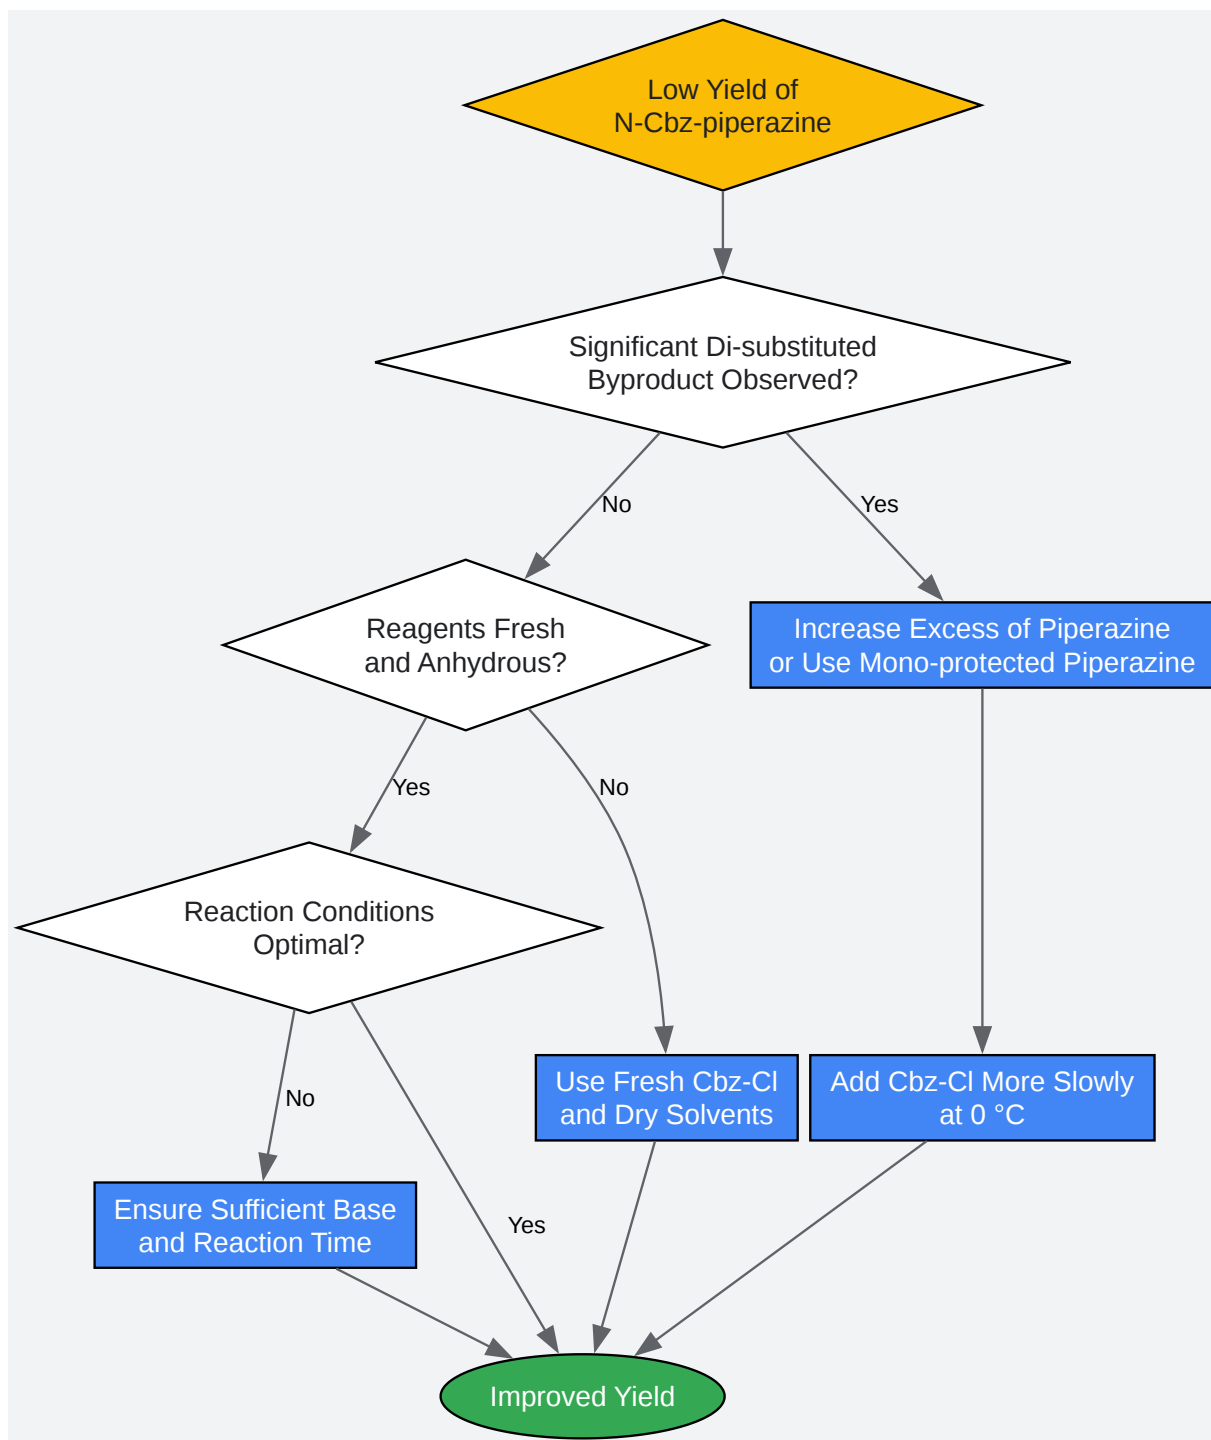 Low Yield of
N-Cbz-piperazine
Significant Di-substituted
Byproduct Observed?
No
Yes
Reagents Fresh
and Anhydrous?
Increase Excess of Piperazine
or Use Mono-protected Piperazine
Yes
No
Reaction Conditions
Optimal?
No
Use Fresh Cbz-Cl
and Dry Solvents
Add Cbz-Cl More Slowly
at 0 °C
Ensure Sufficient Base
and Reaction Time
Yes
Improved Yield